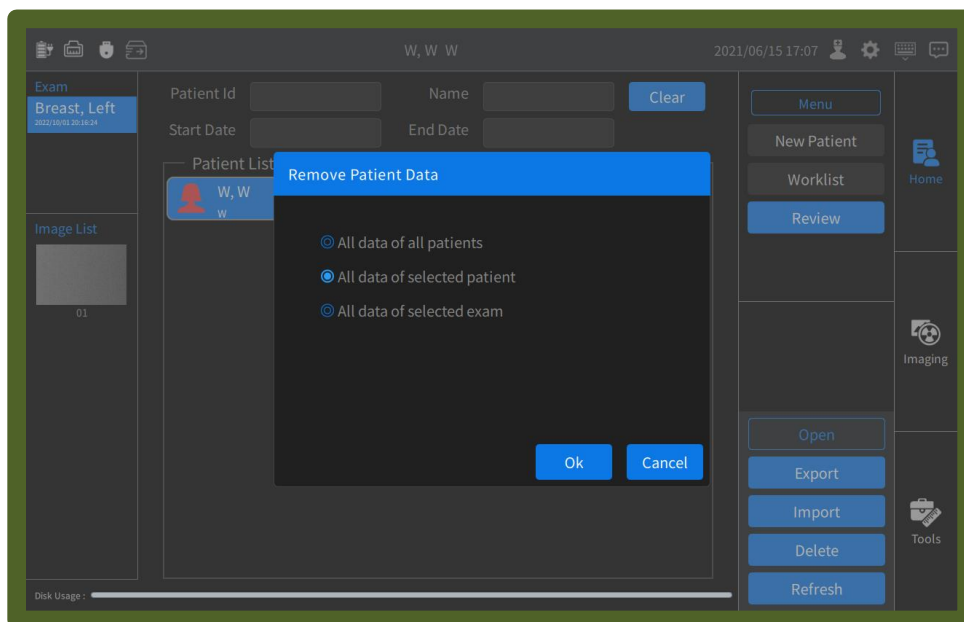 W, W W
2021/06/15 17:07
Exam
Breast, Left
2022/10/01 20:16:24
Image List
01
Patient Id
Name
Clear
Start Date
End Date
Patient List
W, W
W
Remove Patient Data
All data of all patients
All data of selected patient
All data of selected exam
Ok
Cancel
Menu
New Patient
Worklist
Review
Open
Export
Import
Delete
Refresh
Home
Imaging
Tools
Disk Usage :